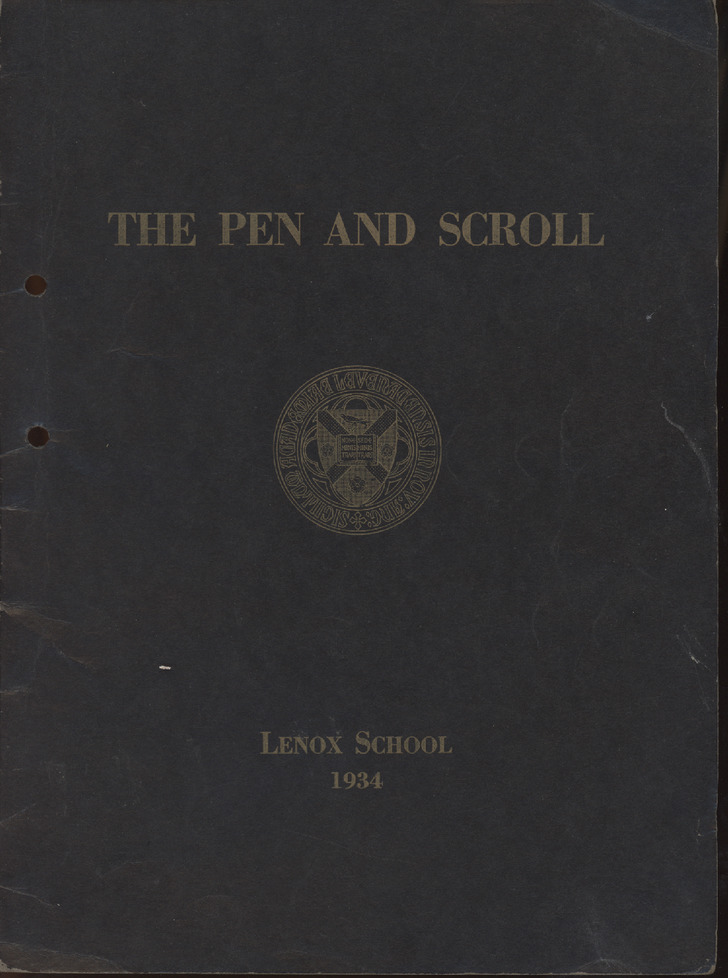 THE PEN AND SCROLL
LENOX SCHOOL
1934